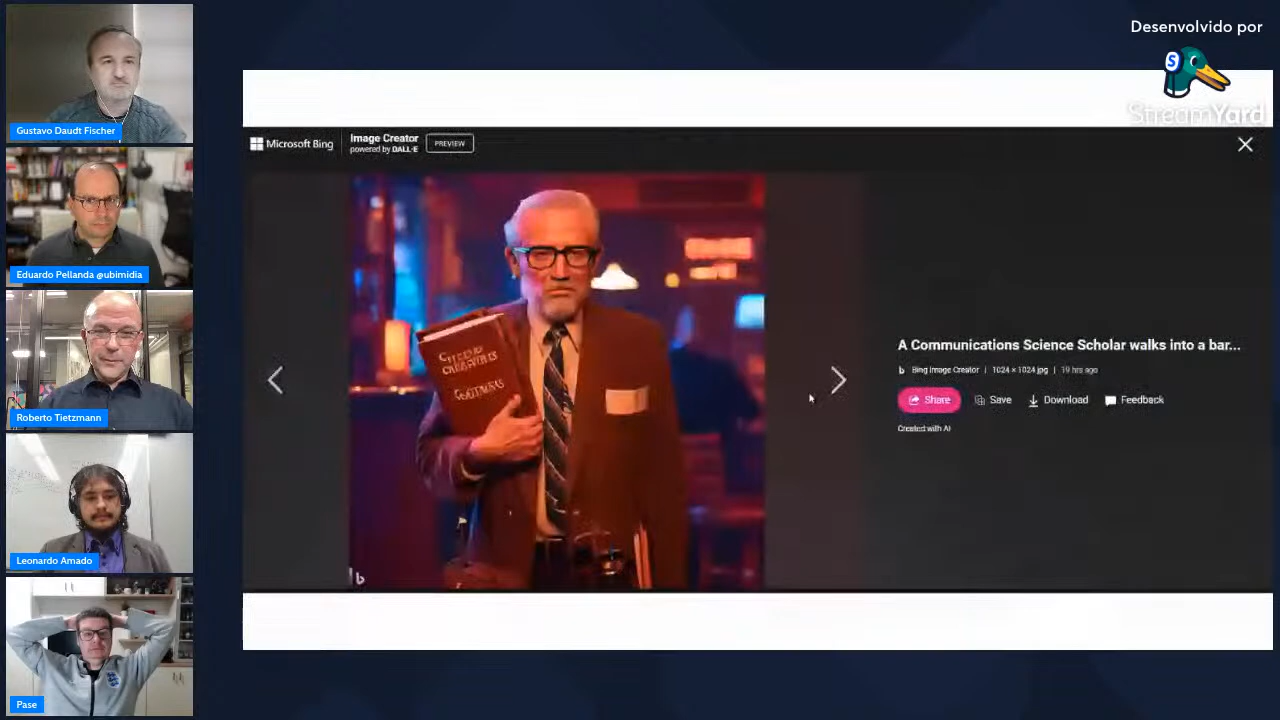 Desenvolvido por
S
StreamYard
Gustavo Daudt Fischer
Eduardo Pellanda @ubimidia
Roberto Tietzmann
Leonardo Amado
Pase
Microsoft Bing
Image Creator
powered by DALL·E
PREVIEW
b
A Communications Science Scholar walks into a bar...
b Bing Image Creator | 1024 × 1024 jpg | 19 hrs ago
Share Save Download Feedback
Created with AI